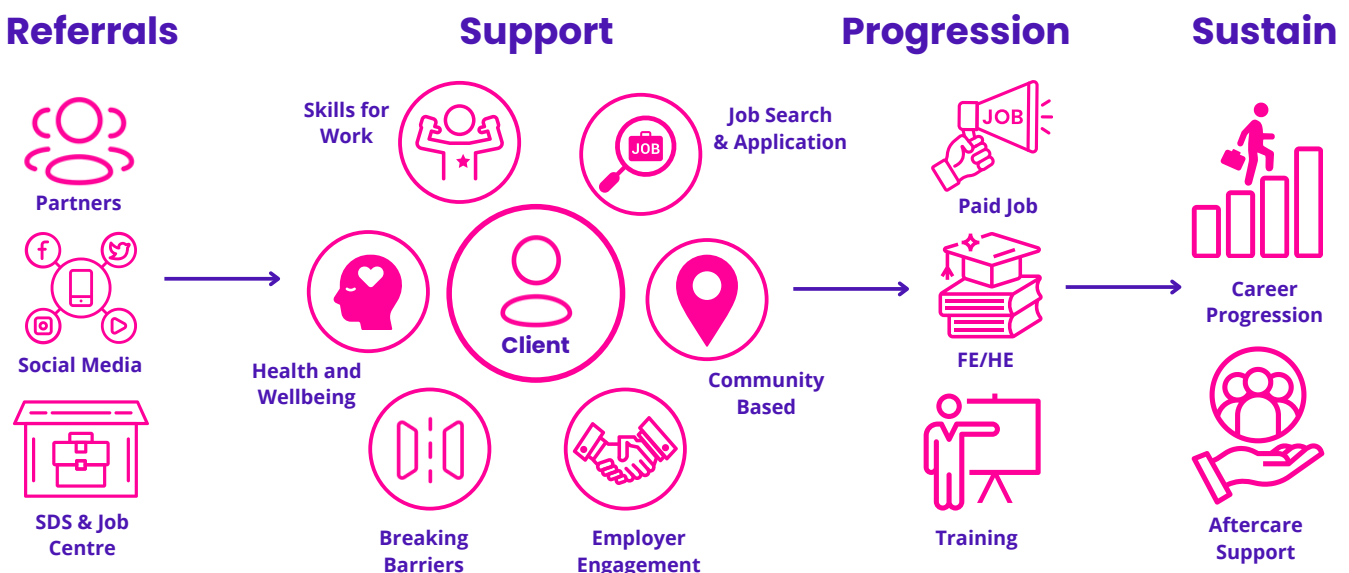 Referrals
Support
Progression
Sustain
Partners
Social Media
SDS & Job
Centre
Skills for
Work
JOB
Job Search
& Application
Health and
Wellbeing
Client
Community
Based
Breaking
Barriers
Employer
Engagement
JOB
Paid Job
FE/HE
Training
Career
Progression
Aftercare
Support